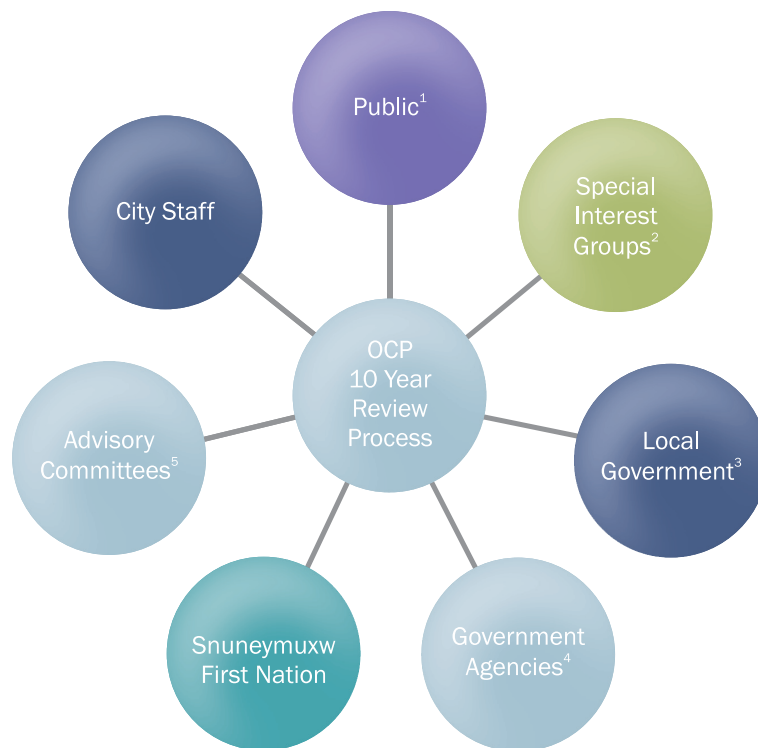 Public¹
Special
Interest
Groups²
City Staff
OCP
10 Year
Review
Process
Local
Government³
Advisory
Committees⁵
Snuneymuxw
First Nation
Government
Agencies⁴